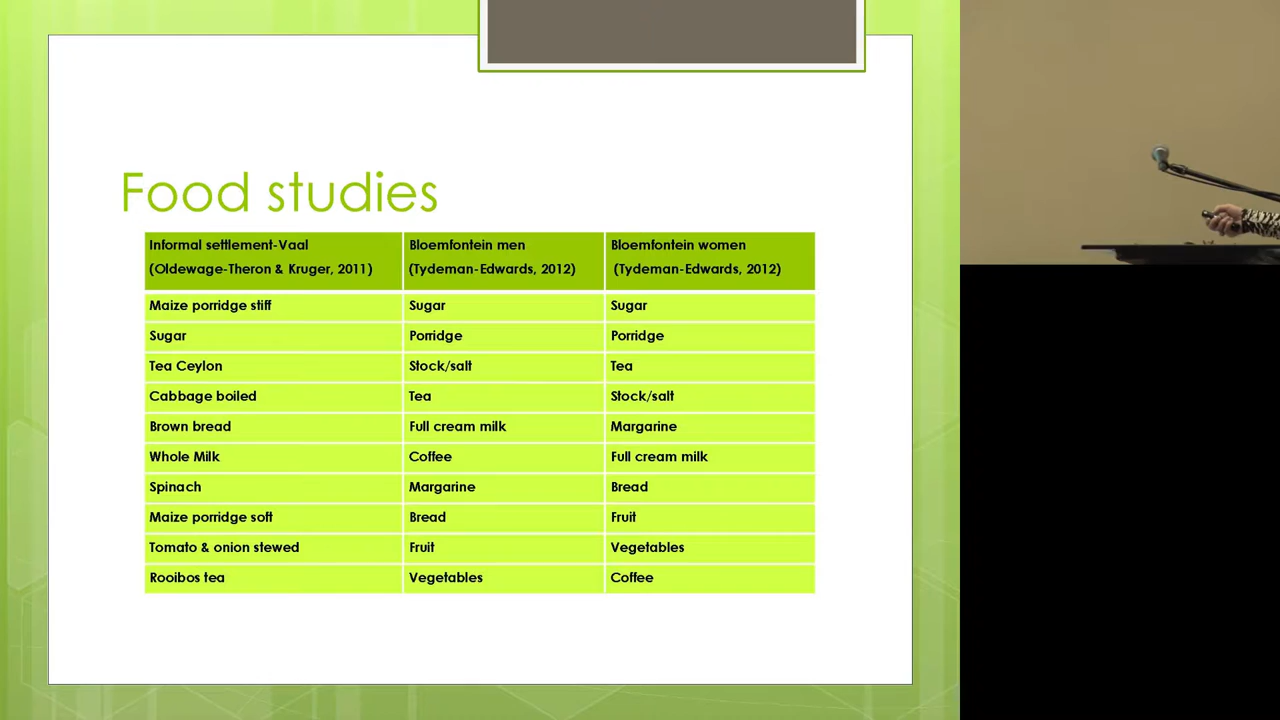 Food studies
Informal settlement-Vaal
(Oldewage-Theron & Kruger, 2011)
Bloemfontein men
(Tydeman-Edwards, 2012)
Bloemfontein women
(Tydeman-Edwards, 2012)
Maize porridge stiff
Sugar
Sugar
Sugar
Porridge
Porridge
Tea Ceylon
Stock/salt
Tea
Cabbage boiled
Tea
Stock/salt
Brown bread
Full cream milk
Margarine
Whole Milk
Coffee
Full cream milk
Spinach
Margarine
Bread
Maize porridge soft
Bread
Fruit
Tomato & onion stewed
Fruit
Vegetables
Rooibos tea
Vegetables
Coffee